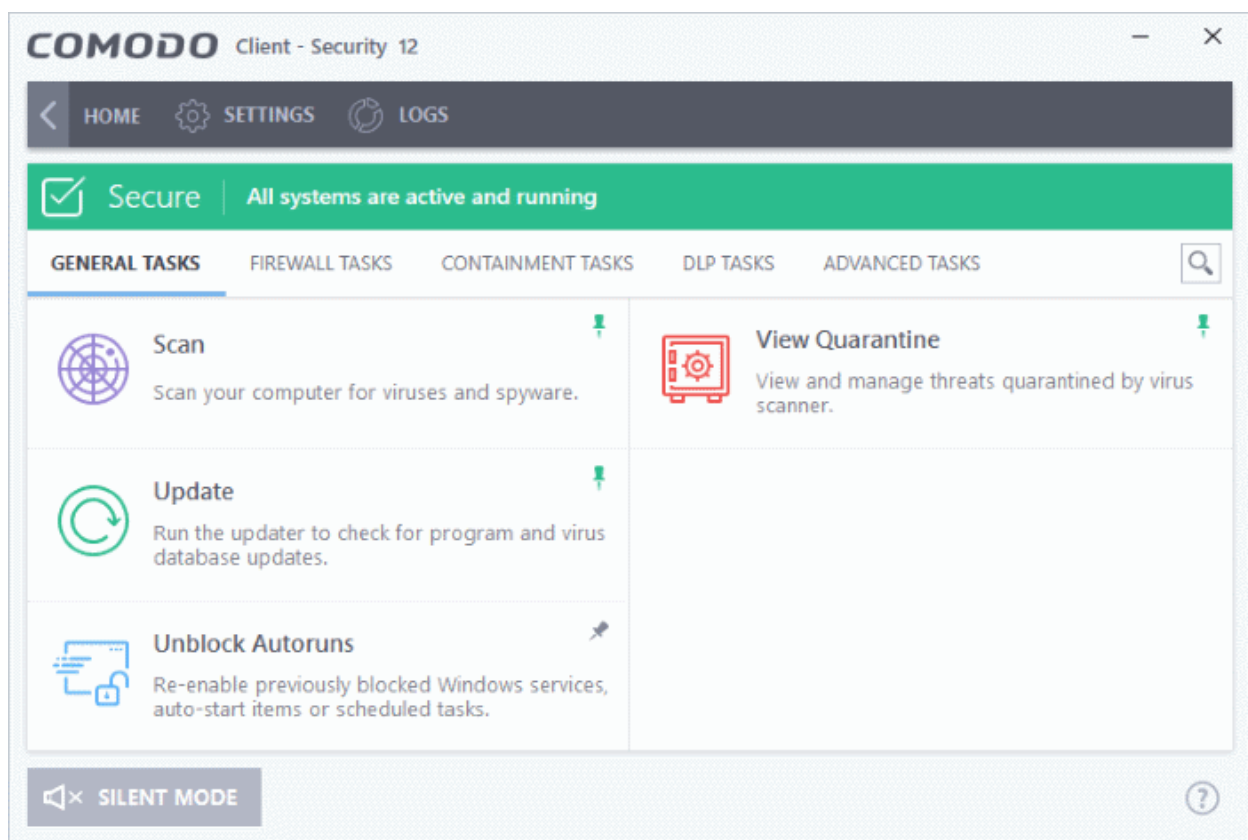 COMODO Client - Security 12
HOME SETTINGS LOGS
Secure All systems are active and running
GENERAL TASKS FIREWALL TASKS CONTAINMENT TASKS DLP TASKS ADVANCED TASKS
Scan
Scan your computer for viruses and spyware.
View Quarantine
View and manage threats quarantined by virus
scanner.
Update
Run the updater to check for program and virus
database updates.
Unblock Autoruns
Re-enable previously blocked Windows services,
auto-start items or scheduled tasks.
SILENT MODE
?